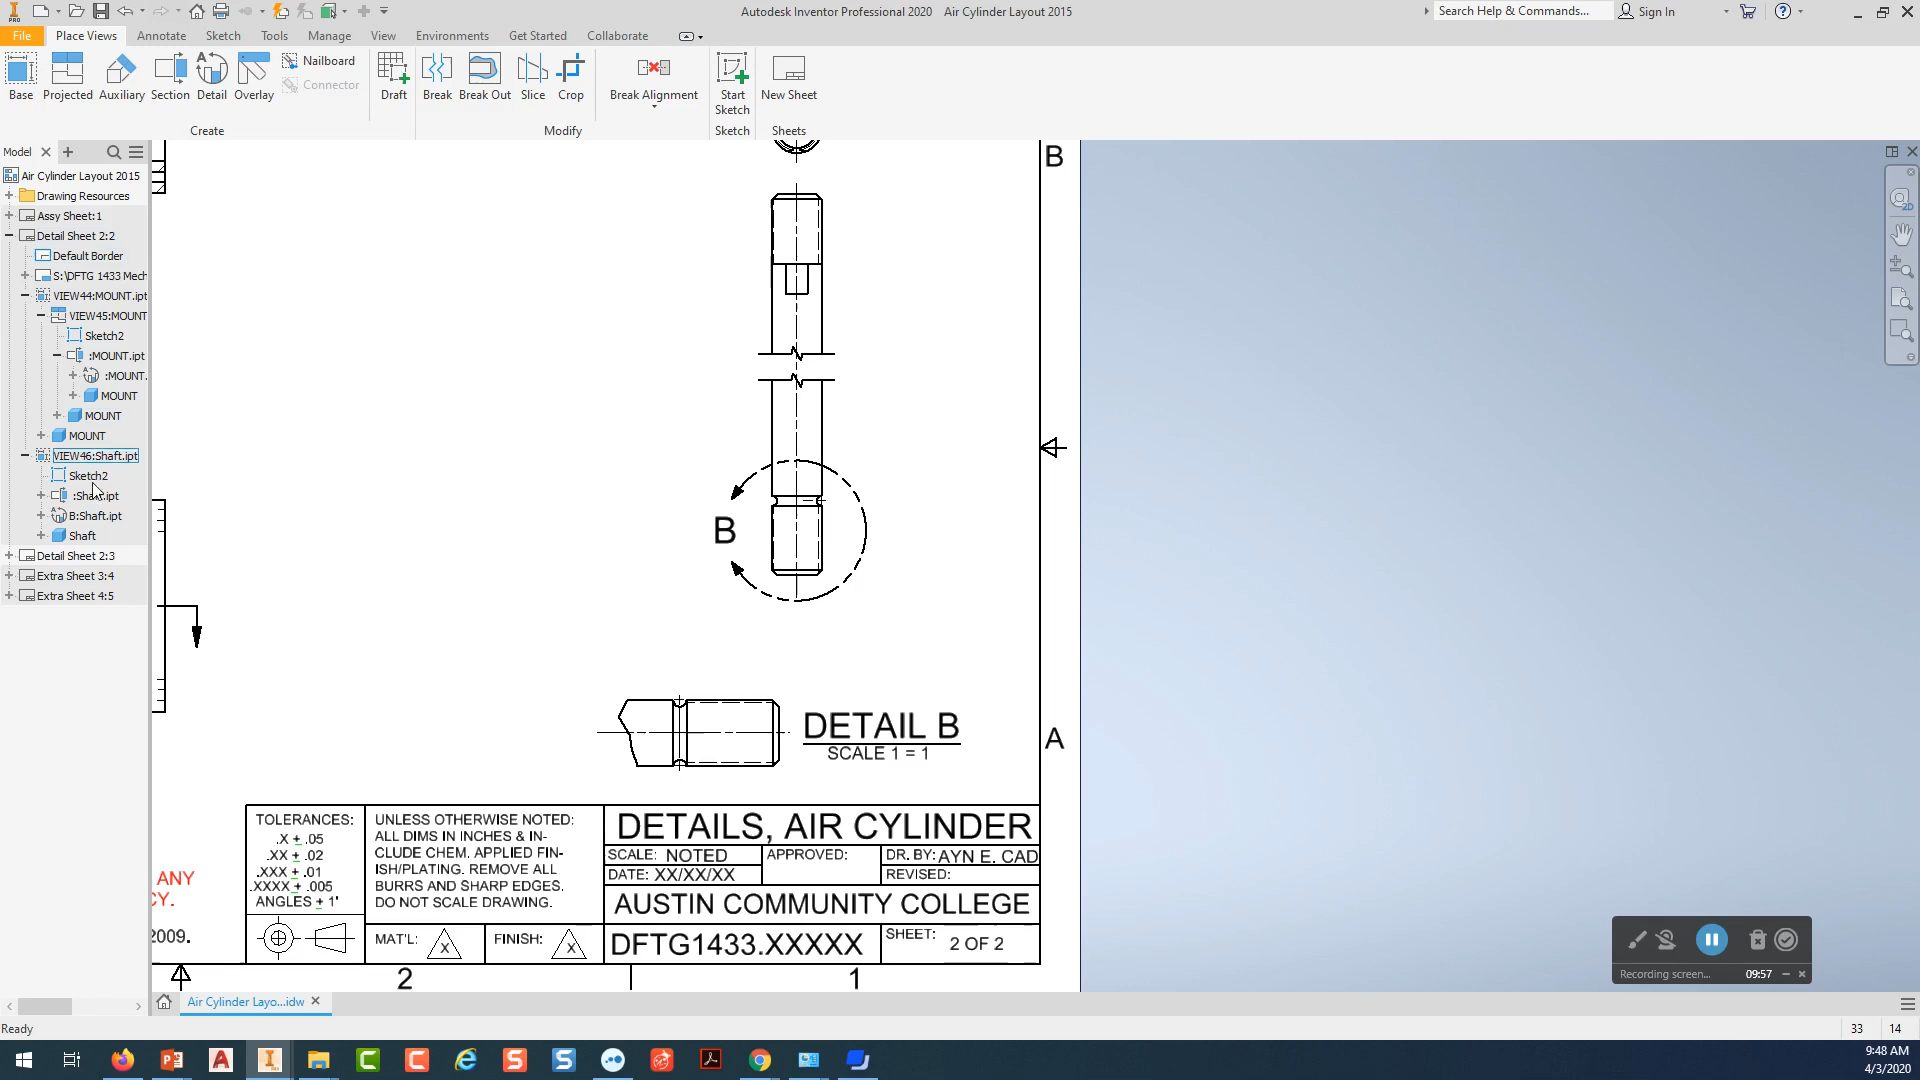 PRO
Autodesk Inventor Professional 2020 Air Cylinder Layout 2015
Search Help & Commands...
Sign In
File Place Views Annotate Sketch Tools Manage View Environments Get Started Collaborate
Base Projected Auxiliary Section Detail Overlay
Nailboard
Connector
Draft Break Break Out Slice Crop Break Alignment
Start Sketch
New Sheet
Create Modify Sketch Sheets
Model
Air Cylinder Layout 2015
Drawing Resources
Assy Sheet:1
Detail Sheet 2:2
Default Border
S:\DFTG 1433 Mech
VIEW44:MOUNT.ipt
VIEW45:MOUNT
Sketch2
:MOUNT.ipt
:MOUNT.
MOUNT
MOUNT
MOUNT
VIEW46:Shaft.ipt
Sketch2
:Shaft.ipt
B:Shaft.ipt
Shaft
Detail Sheet 2:3
Extra Sheet 3:4
Extra Sheet 4:5
B
B
A
DETAIL B
SCALE 1 = 1
ANY
CY.
2009.
TOLERANCES:
.X + .05
.XX + .02
.XXX + .01
.XXXX + .005
ANGLES + 1'
UNLESS OTHERWISE NOTED:
ALL DIMS IN INCHES & IN-
CLUDE CHEM. APPLIED FIN-
ISH/PLATING. REMOVE ALL
BURRS AND SHARP EDGES.
DO NOT SCALE DRAWING.
MAT'L: X
FINISH: X
DETAILS, AIR CYLINDER
SCALE: NOTED APPROVED: DR. BY: AYN E. CAD
DATE: XX/XX/XX REVISED:
AUSTIN COMMUNITY COLLEGE
DFTG1433.XXXXX SHEET: 2 OF 2
2 1
2D
Recording screen... 09:57
Air Cylinder Layo...idw
Ready
33 14
9:48 AM
4/3/2020